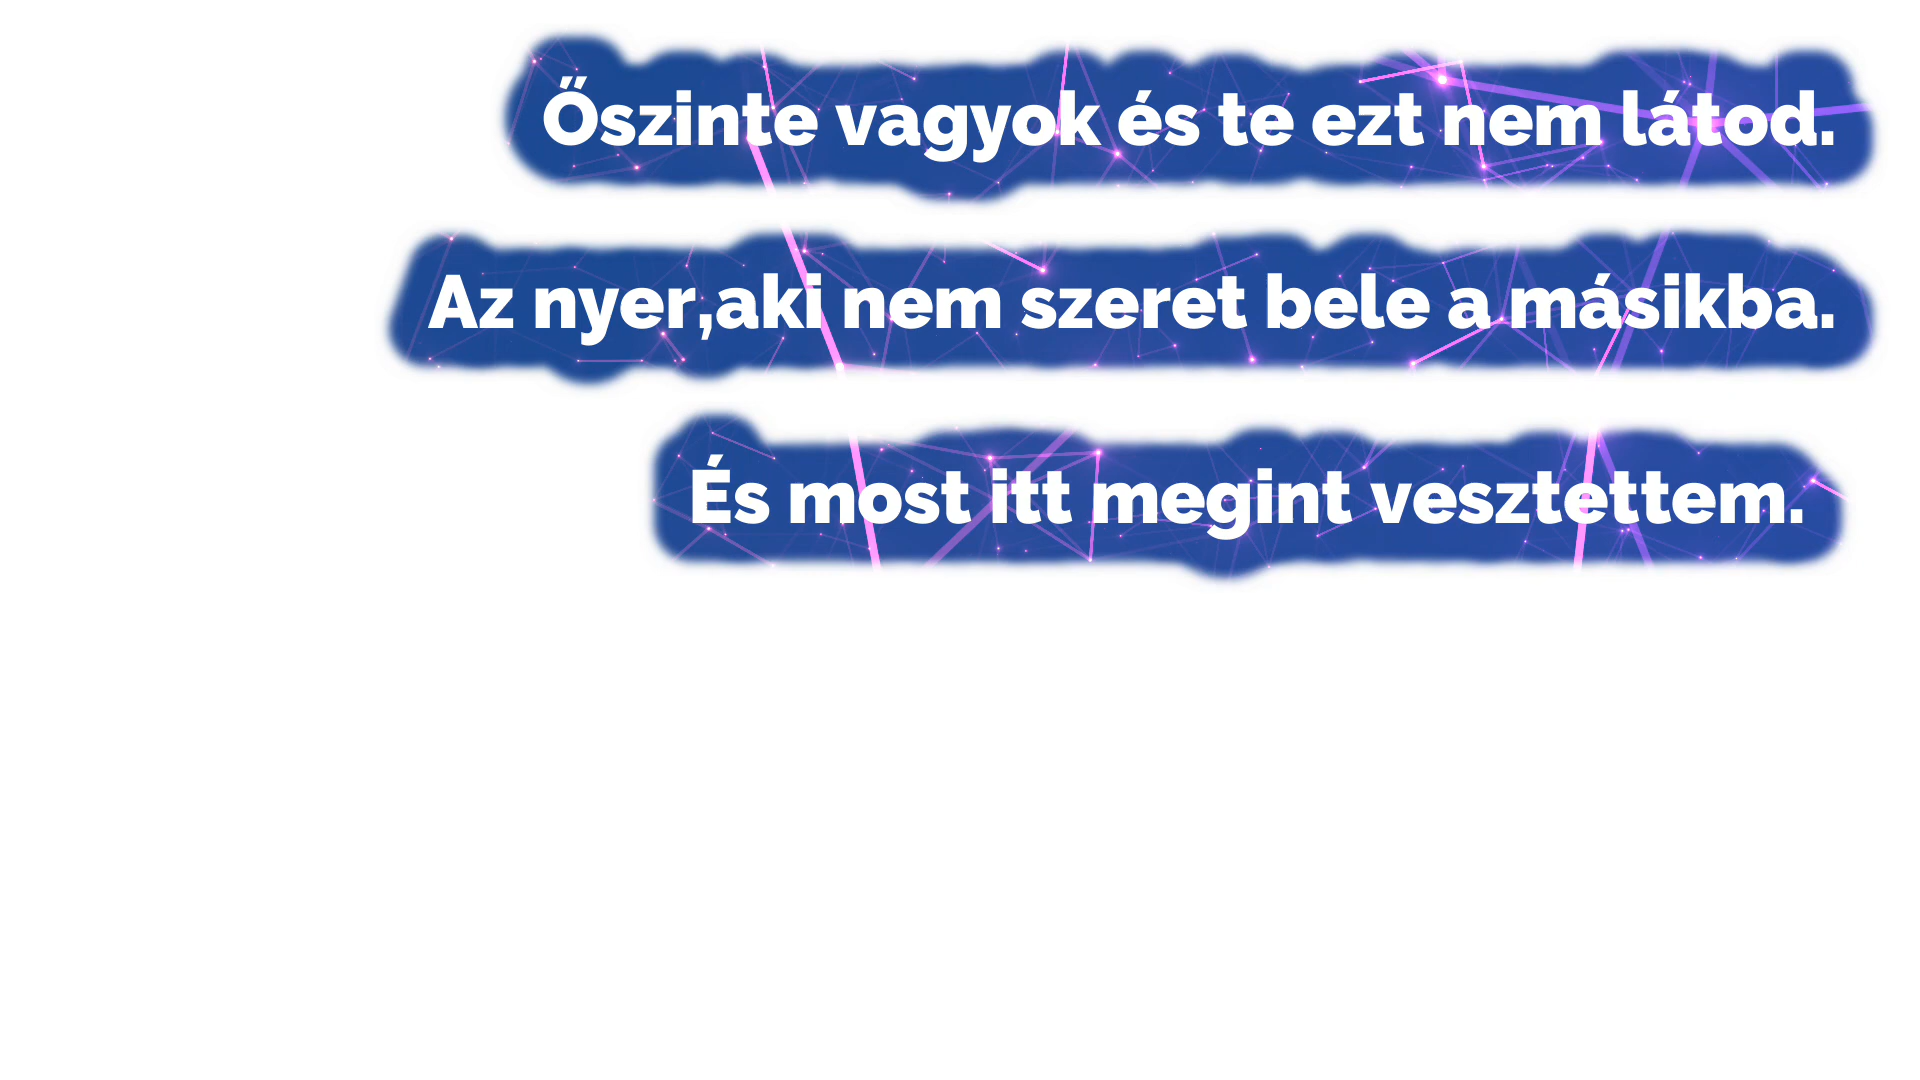 Őszinte vagyok és te ezt nem látod.
Az nyer,aki nem szeret bele a másikba.
És most itt megint vesztettem.